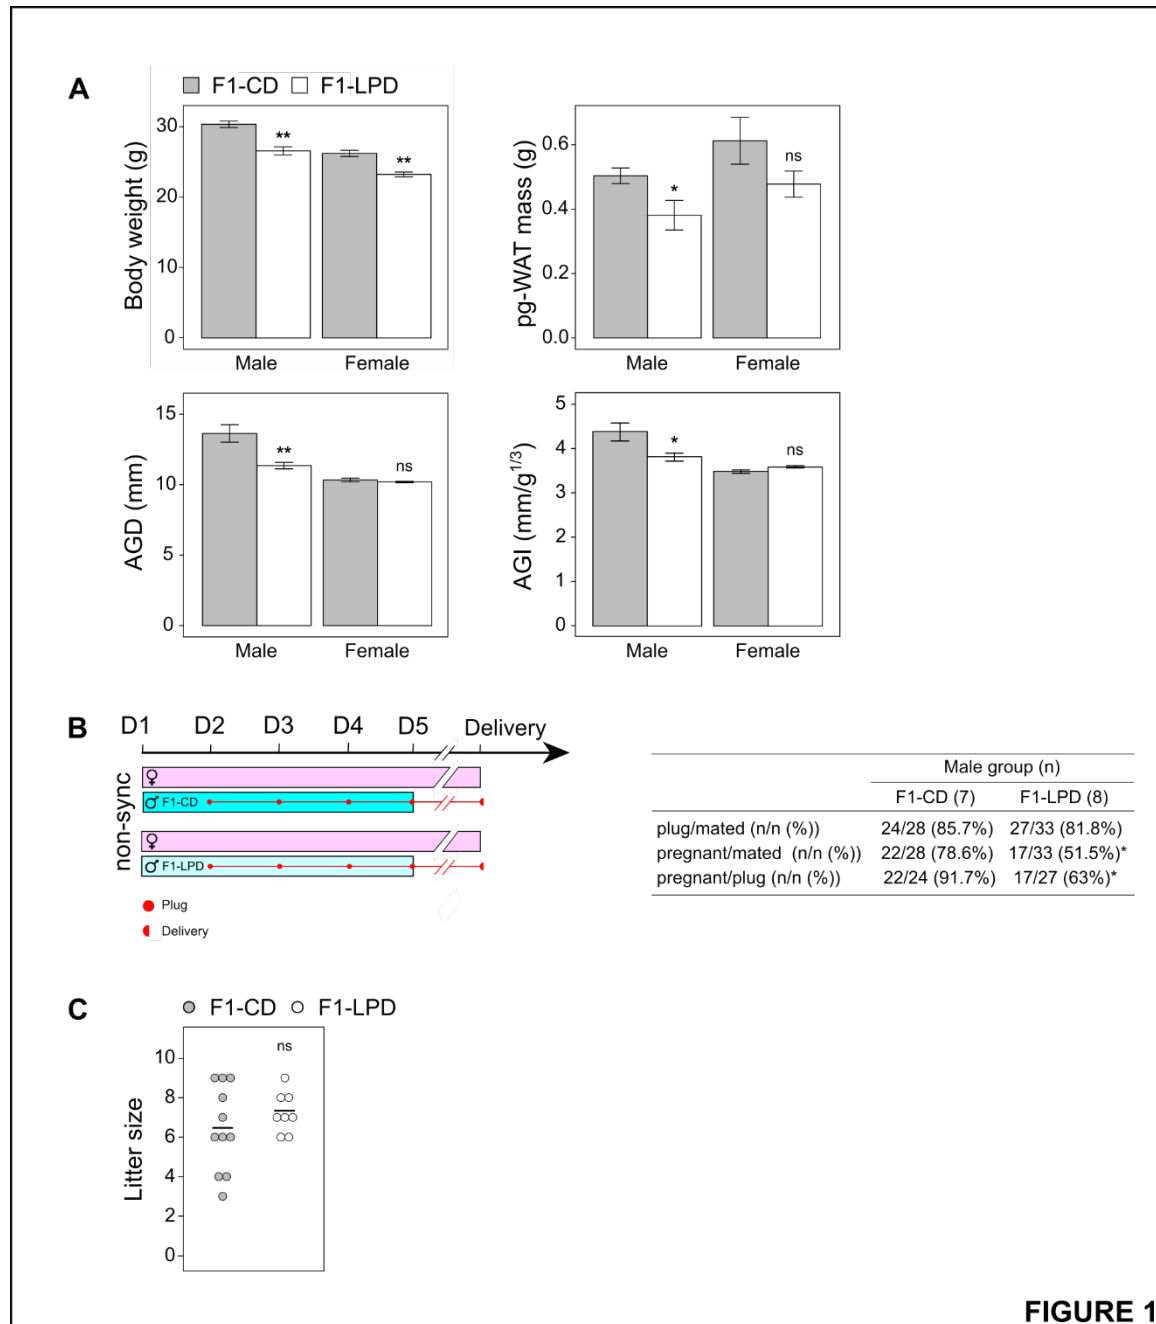 A
F1-CD F1-LPD
Body weight (g)
30
20
10
0
**
**
Male Female
pg-WAT mass (g)
0.6
0.4
0.2
0.0
*
ns
Male Female
AGD (mm)
15
10
5
0
**
ns
Male Female
AGI (mm/g^1/3)
5
4
3
2
1
0
*
ns
Male Female
B
D1 D2 D3 D4 D5 Delivery
non-sync
♀
♂ F1-CD
♀
♂ F1-LPD
Plug
Delivery
Male group (n)
F1-CD (7) F1-LPD (8)
plug/mated (n/n (%)) 24/28 (85.7%) 27/33 (81.8%)
pregnant/mated (n/n (%)) 22/28 (78.6%) 17/33 (51.5%)*
pregnant/plug (n/n (%)) 22/24 (91.7%) 17/27 (63%)*
C
F1-CD F1-LPD
Litter size
10
8
6
4
2
0
ns
FIGURE 1